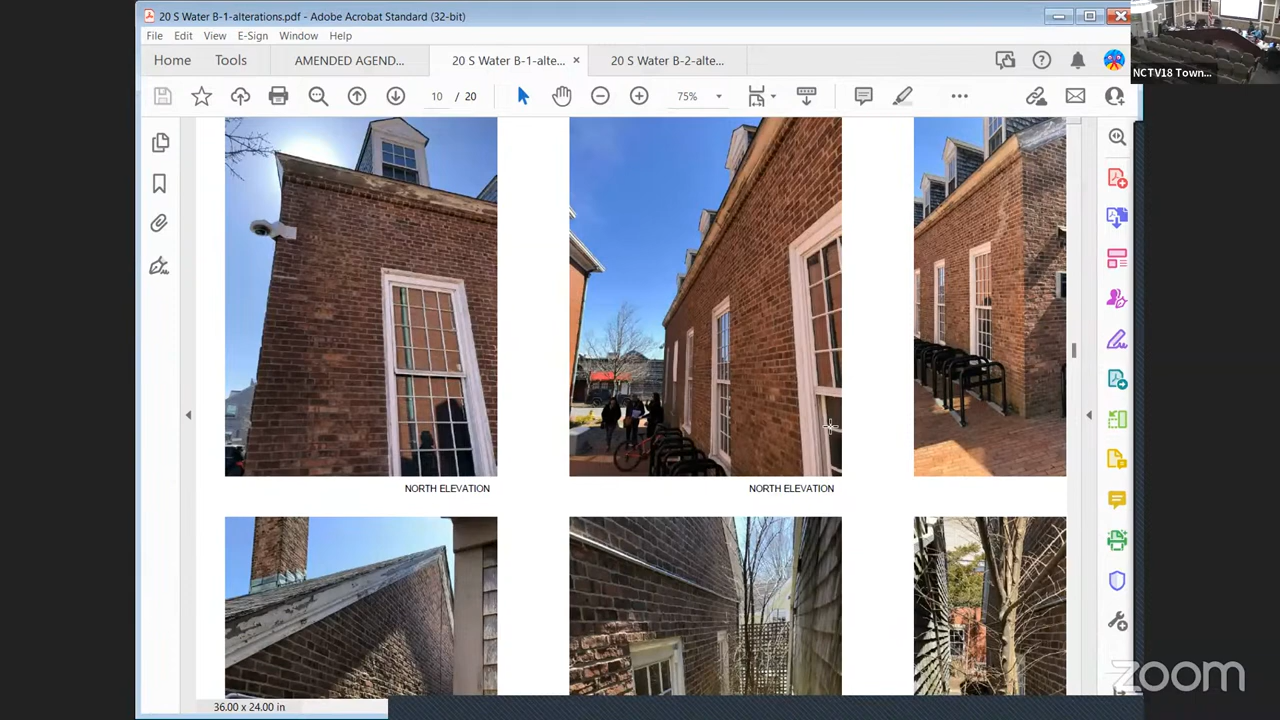 20 S Water B-1-alterations.pdf - Adobe Acrobat Standard (32-bit)
File Edit View E-Sign Window Help
Home Tools AMENDED AGEND... 20 S Water B-1-alte... × 20 S Water B-2-alte...
10 / 20 75%
NCTV18 Town...
NORTH ELEVATION NORTH ELEVATION
36.00 x 24.00 in
zoom